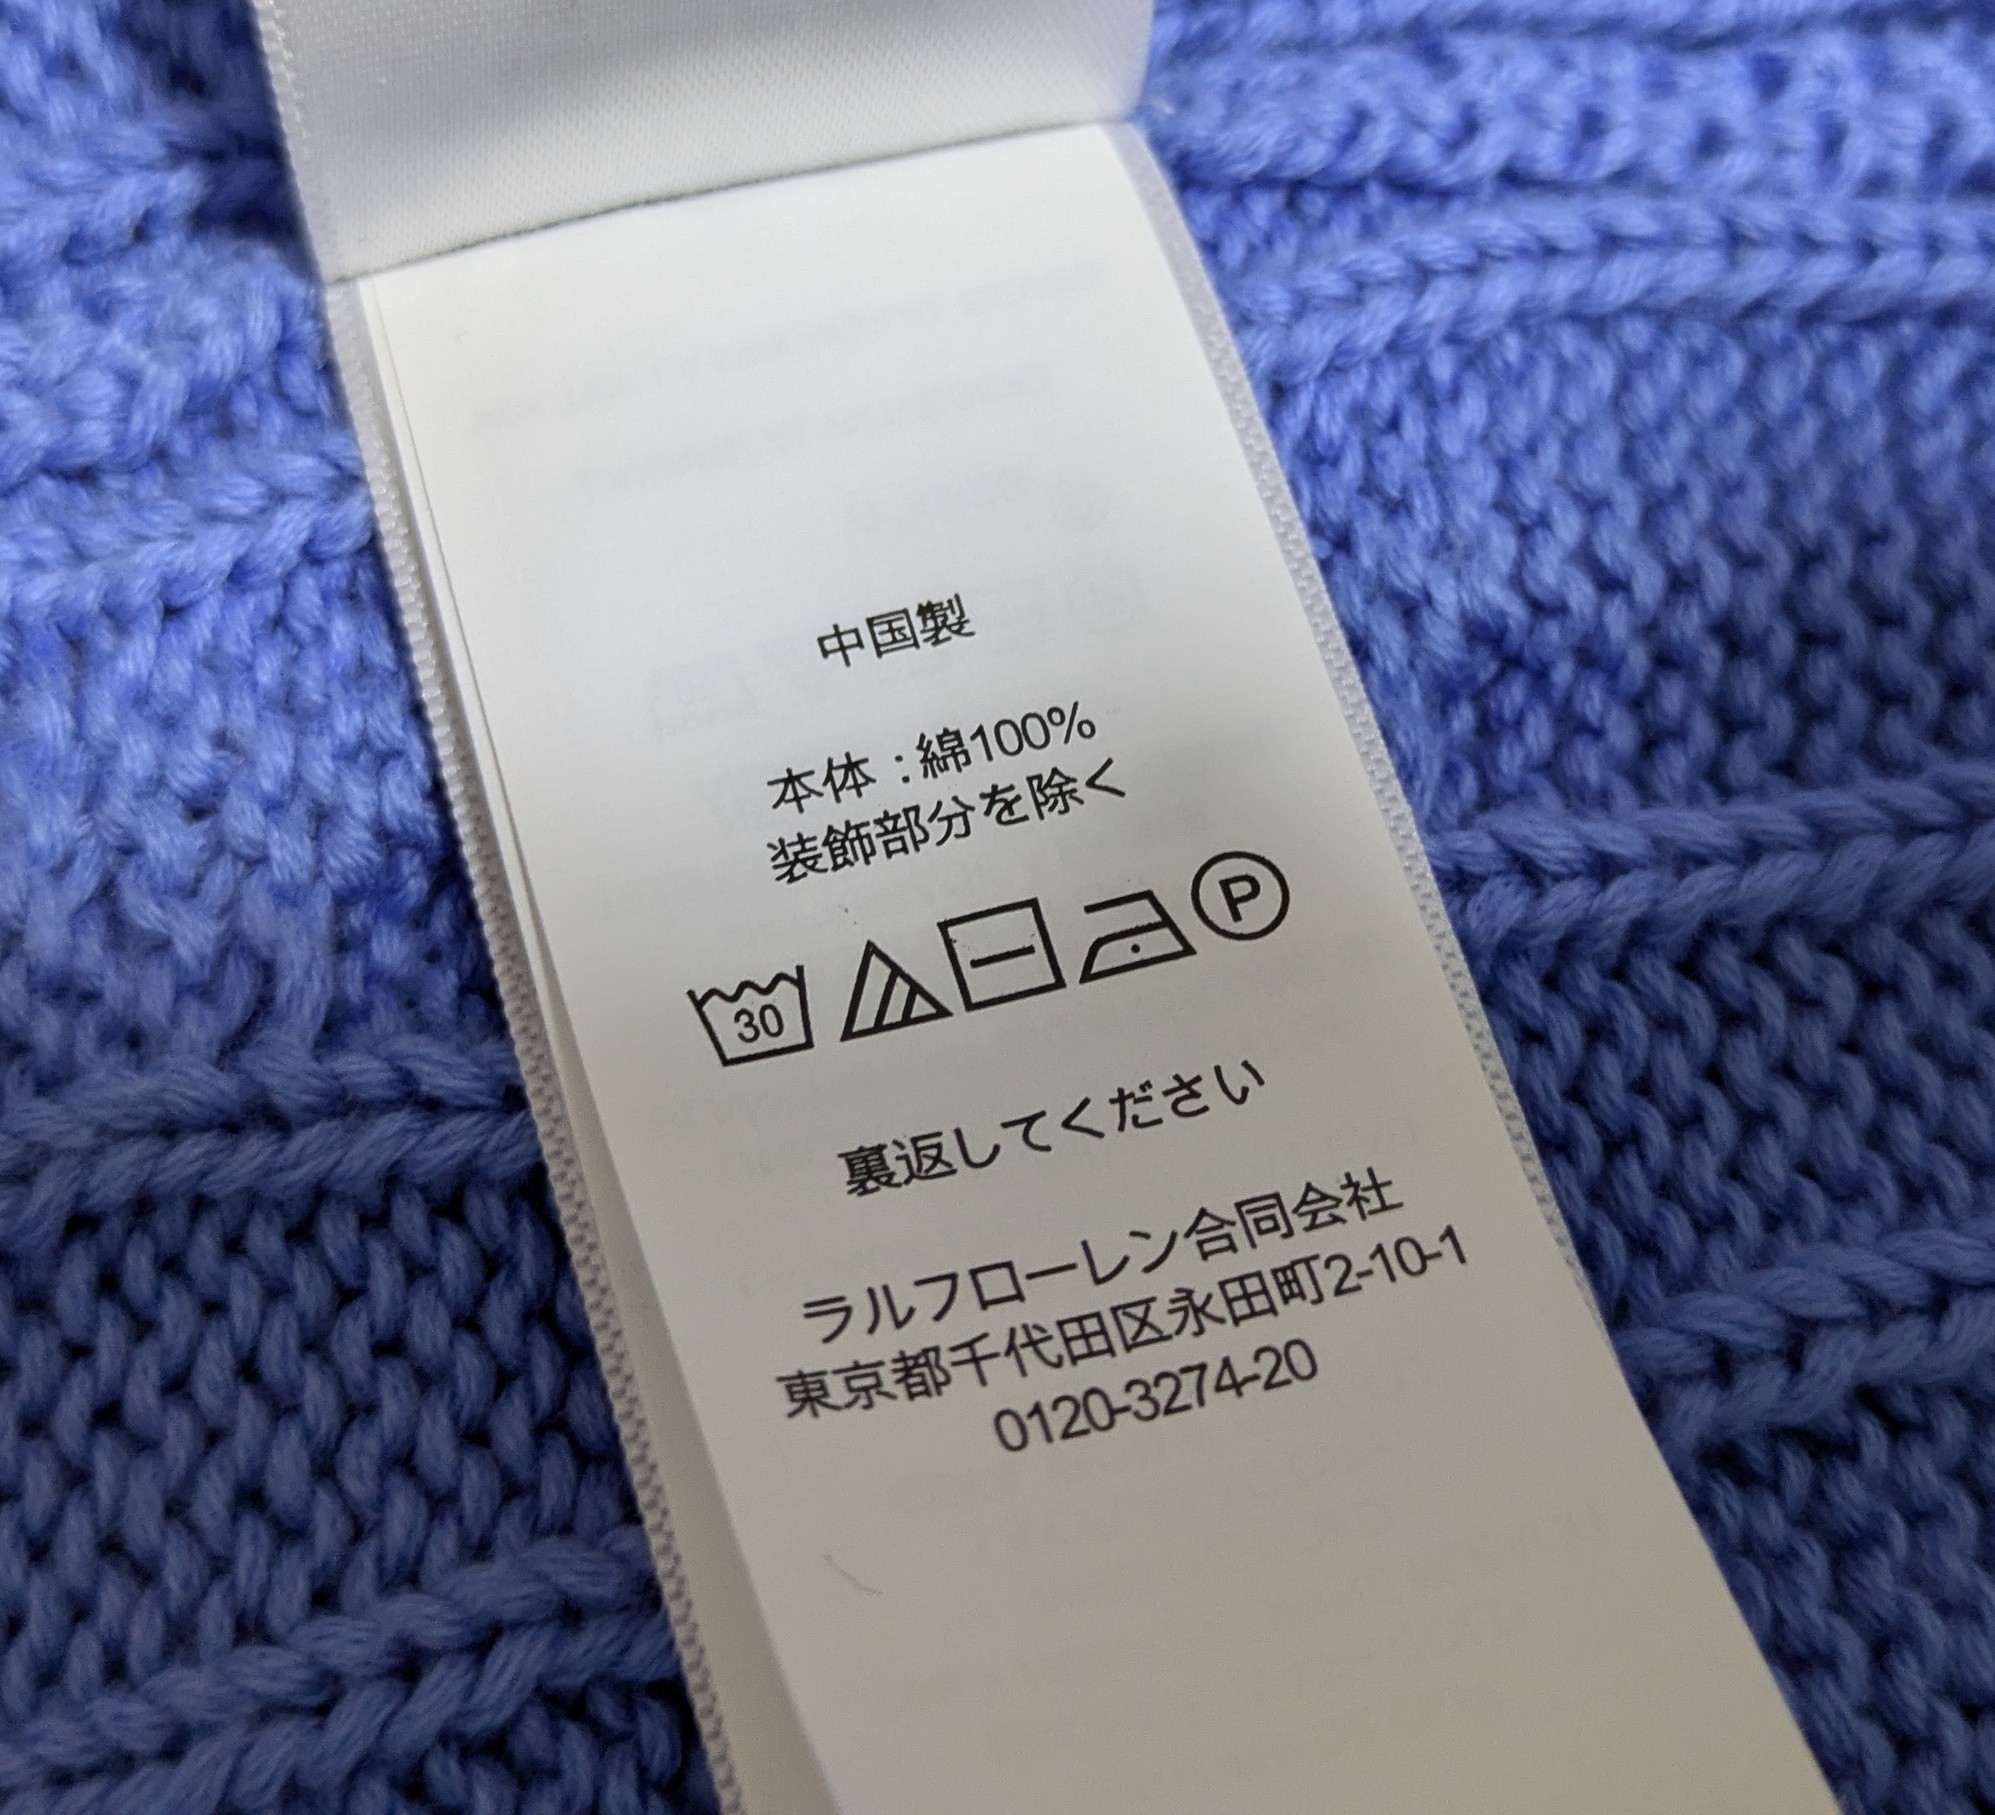 中国製
本体:綿100%
装飾部分を除く
30
P
裏返してください
ラルフローレン合同会社
東京都千代田区永田町2-10-1
0120-3274-20